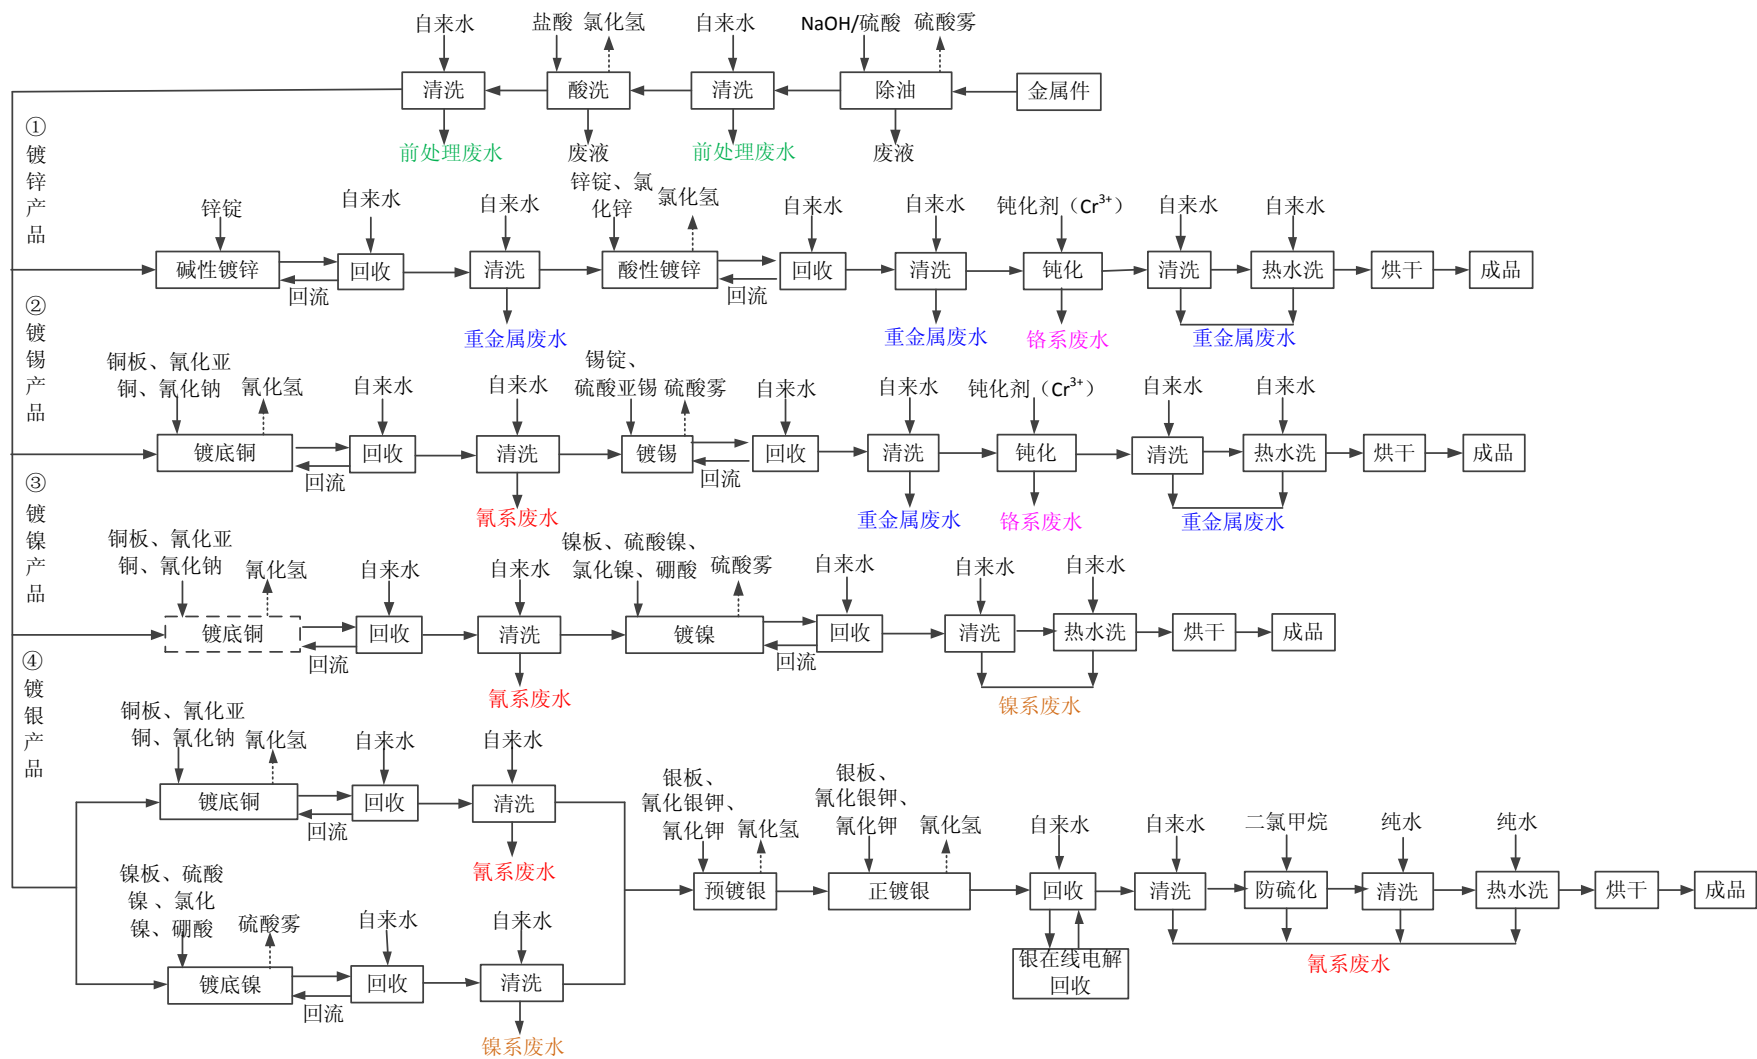 自来水
盐酸 氯化氢
自来水
NaOH/硫酸 硫酸雾
清洗
酸洗
清洗
除油
金属件
前处理废水
废液
前处理废水
废液
①镀锌产品
锌锭
自来水
自来水
锌锭、氯
化锌
氯化氢
自来水
自来水
钝化剂（Cr³⁺）
自来水
自来水
碱性镀锌
回收
清洗
酸性镀锌
回收
清洗
钝化
清洗
热水洗
烘干
成品
回流
回流
重金属废水
重金属废水
铬系废水
重金属废水
②镀锡产品
铜板、氰化亚
铜、氰化钠
氰化氢
自来水
自来水
锡锭、
硫酸亚锡
硫酸雾
自来水
自来水
钝化剂（Cr³⁺）
自来水
自来水
镀底铜
回收
清洗
镀锡
回收
清洗
钝化
清洗
热水洗
烘干
成品
回流
回流
氰系废水
重金属废水
铬系废水
重金属废水
③镀镍产品
铜板、氰化亚
铜、氰化钠
氰化氢
自来水
自来水
镍板、硫酸镍、
氯化镍、硼酸
硫酸雾
自来水
自来水
自来水
镀底铜
回收
清洗
镀镍
回收
清洗
热水洗
烘干
成品
回流
回流
氰系废水
镍系废水
④镀银产品
铜板、氰化亚
铜、氰化钠
氰化氢
自来水
自来水
镀底铜
回收
清洗
回流
氰系废水
银板、
氰化银钾、
氰化钾
氰化氢
银板、
氰化银钾、
氰化钾
氰化氢
自来水
自来水
二氯甲烷
纯水
纯水
预镀银
正镀银
回收
清洗
防硫化
清洗
热水洗
烘干
成品
银在线电解
回收
氰系废水
镍板、硫酸
镍 、氯化
镍、硼酸
硫酸雾
自来水
自来水
镀底镍
回收
清洗
回流
镍系废水